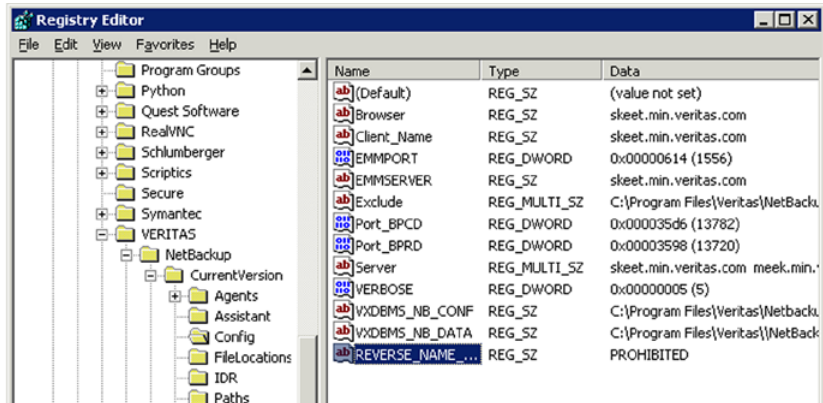 Registry Editor
File Edit View Favorites Help
Program Groups
Python
Quest Software
RealVNC
Schlumberger
Scriptics
Secure
Symantec
VERITAS
NetBackup
CurrentVersion
Agents
Assistant
Config
FileLocations
IDR
Paths
Name Type Data
(Default) REG_SZ (value not set)
Browser REG_SZ skeet.min.veritas.com
Client_Name REG_SZ skeet.min.veritas.com
EMMPORT REG_DWORD 0x00000614 (1556)
EMMSERVER REG_SZ skeet.min.veritas.com
Exclude REG_MULTI_SZ C:\Program Files\Veritas\NetBacku
Port_BPCD REG_DWORD 0x000035d6 (13782)
Port_BPRD REG_DWORD 0x00003598 (13720)
Server REG_MULTI_SZ skeet.min.veritas.com meek.min.
VERBOSE REG_DWORD 0x00000005 (5)
VXDBMS_NB_CONF REG_SZ C:\Program Files\Veritas\Netbacku
VXDBMS_NB_DATA REG_SZ C:\Program Files\Veritas\\NetBack
REVERSE_NAME_... REG_SZ PROHIBITED